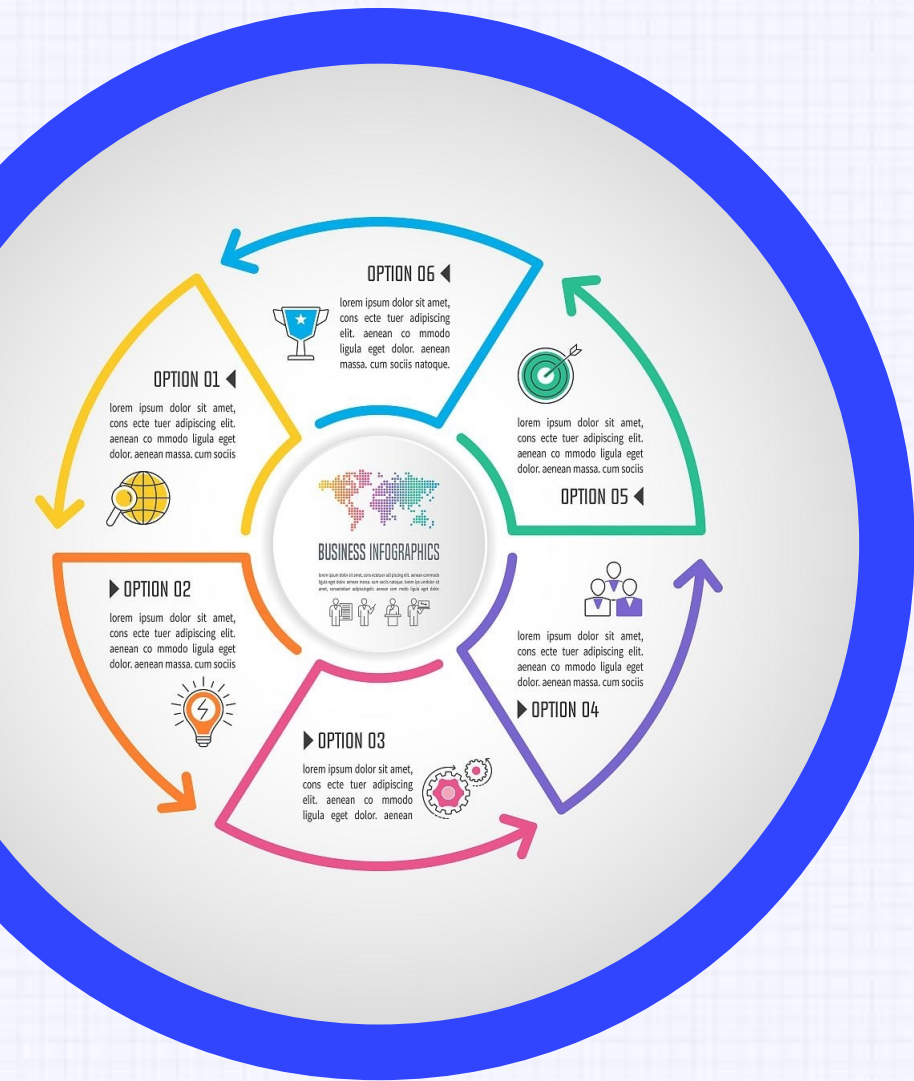 OPTION 06
lorem ipsum dolor sit amet,
cons ecte tuer adipiscing
elit. aenean co mmodo
ligula eget dolor. aenean
massa. cum sociis natoque.
OPTION 01
lorem ipsum dolor sit amet,
cons ecte tuer adipiscing elit.
aenean co mmodo ligula eget
dolor. aenean massa. cum sociis
lorem ipsum dolor sit amet,
cons ecte tuer adipiscing elit.
aenean co mmodo ligula eget
dolor. aenean massa. cum sociis
OPTION 05
BUSINESS INFOGRAPHICS
OPTION 02
lorem ipsum dolor sit amet,
cons ecte tuer adipiscing elit.
aenean co mmodo ligula eget
dolor. aenean massa. cum sociis
lorem ipsum dolor sit amet,
cons ecte tuer adipiscing elit.
aenean co mmodo ligula eget
dolor. aenean massa. cum sociis
OPTION 04
OPTION 03
lorem ipsum dolor sit amet,
cons ecte tuer adipiscing
elit. aenean co mmodo
ligula eget dolor. aenean